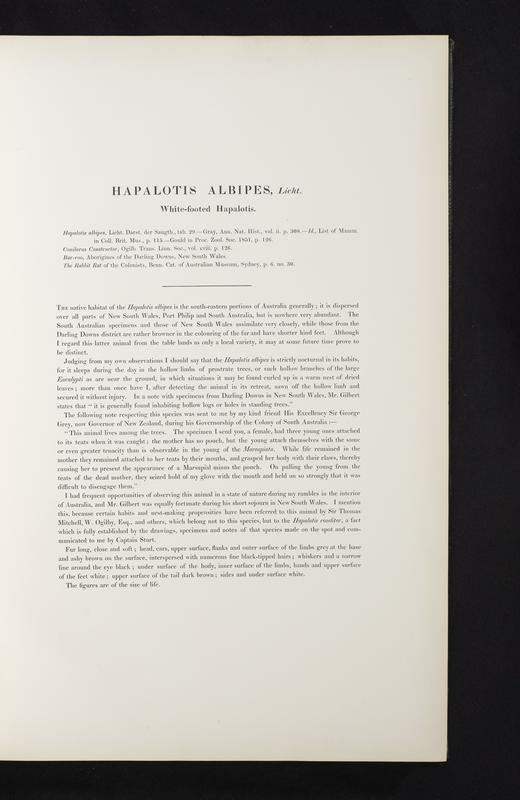 HAPALOTIS ALBIPES, Licht.
White-footed Hapalotis.
Hapalotis albipes, Licht. Darst. der Saugth., tab. 29.—Gray, Ann. Nat. Hist., vol. ii. p. 308.—Id., List of Mamm.
in Coll. Brit. Mus., p. 115.—Gould in Proc. Zool. Soc. 1851, p. 126.
Conilurus Constructor, Ogilb. Trans. Linn. Soc., vol. xviii. p. 126.
Bar-roo, Aborigines of the Darling Downs, New South Wales.
The Rabbit Rat of the Colonists, Benn. Cat. of Australian Museum, Sydney, p. 6. no. 30.
The native habitat of the Hapalotis albipes is the south-eastern portions of Australia generally; it is dispersed
over all parts of New South Wales, Port Philip and South Australia, but is nowhere very abundant. The
South Australian specimens and those of New South Wales assimilate very closely, while those from the
Darling Downs district are rather browner in the colouring of the fur and have shorter hind feet. Although
I regard this latter animal from the table lands as only a local variety, it may at some future time prove to
be distinct.
Judging from my own observations I should say that the Hapalotis albipes is strictly nocturnal in its habits,
for it sleeps during the day in the hollow limbs of prostrate trees, or such hollow branches of the large
Eucalypti as are near the ground, in which situations it may be found curled up in a warm nest of dried
leaves; more than once have I, after detecting the animal in its retreat, sawn off the hollow limb and
secured it without injury. In a note with specimens from Darling Downs in New South Wales, Mr. Gilbert
states that "it is generally found inhabiting hollow logs or holes in standing trees."
The following note respecting this species was sent to me by my kind friend His Excellency Sir George
Grey, now Governor of New Zealand, during his Governorship of the Colony of South Australia:—
"This animal lives among the trees. The specimen I send you, a female, had three young ones attached
to its teats when it was caught; the mother has no pouch, but the young attach themselves with the same
or even greater tenacity than is observable in the young of the Marsupiata. While life remained in the
mother they remained attached to her teats by their mouths, and grasped her body with their claws, thereby
causing her to present the appearance of a Marsupial minus the pouch. On pulling the young from the
teats of the dead mother, they seized hold of my glove with the mouth and held on so strongly that it was
difficult to disengage them."
I had frequent opportunities of observing this animal in a state of nature during my rambles in the interior
of Australia, and Mr. Gilbert was equally fortunate during his short sojourn in New South Wales. I mention
this, because certain habits and nest-making propensities have been referred to this animal by Sir Thomas
Mitchell, W. Ogilby, Esq., and others, which belong not to this species, but to the Hapalotis conditor, a fact
which is fully established by the drawings, specimens and notes of that species made on the spot and com-
municated to me by Captain Sturt.
Fur long, close and soft; head, ears, upper surface, flanks and outer surface of the limbs grey at the base
and ashy brown on the surface, interspersed with numerous fine black-tipped hairs; whiskers and a narrow
line around the eye black; under surface of the body, inner surface of the limbs, hands and upper surface
of the feet white; upper surface of the tail dark brown; sides and under surface white.
The figures are of the size of life.